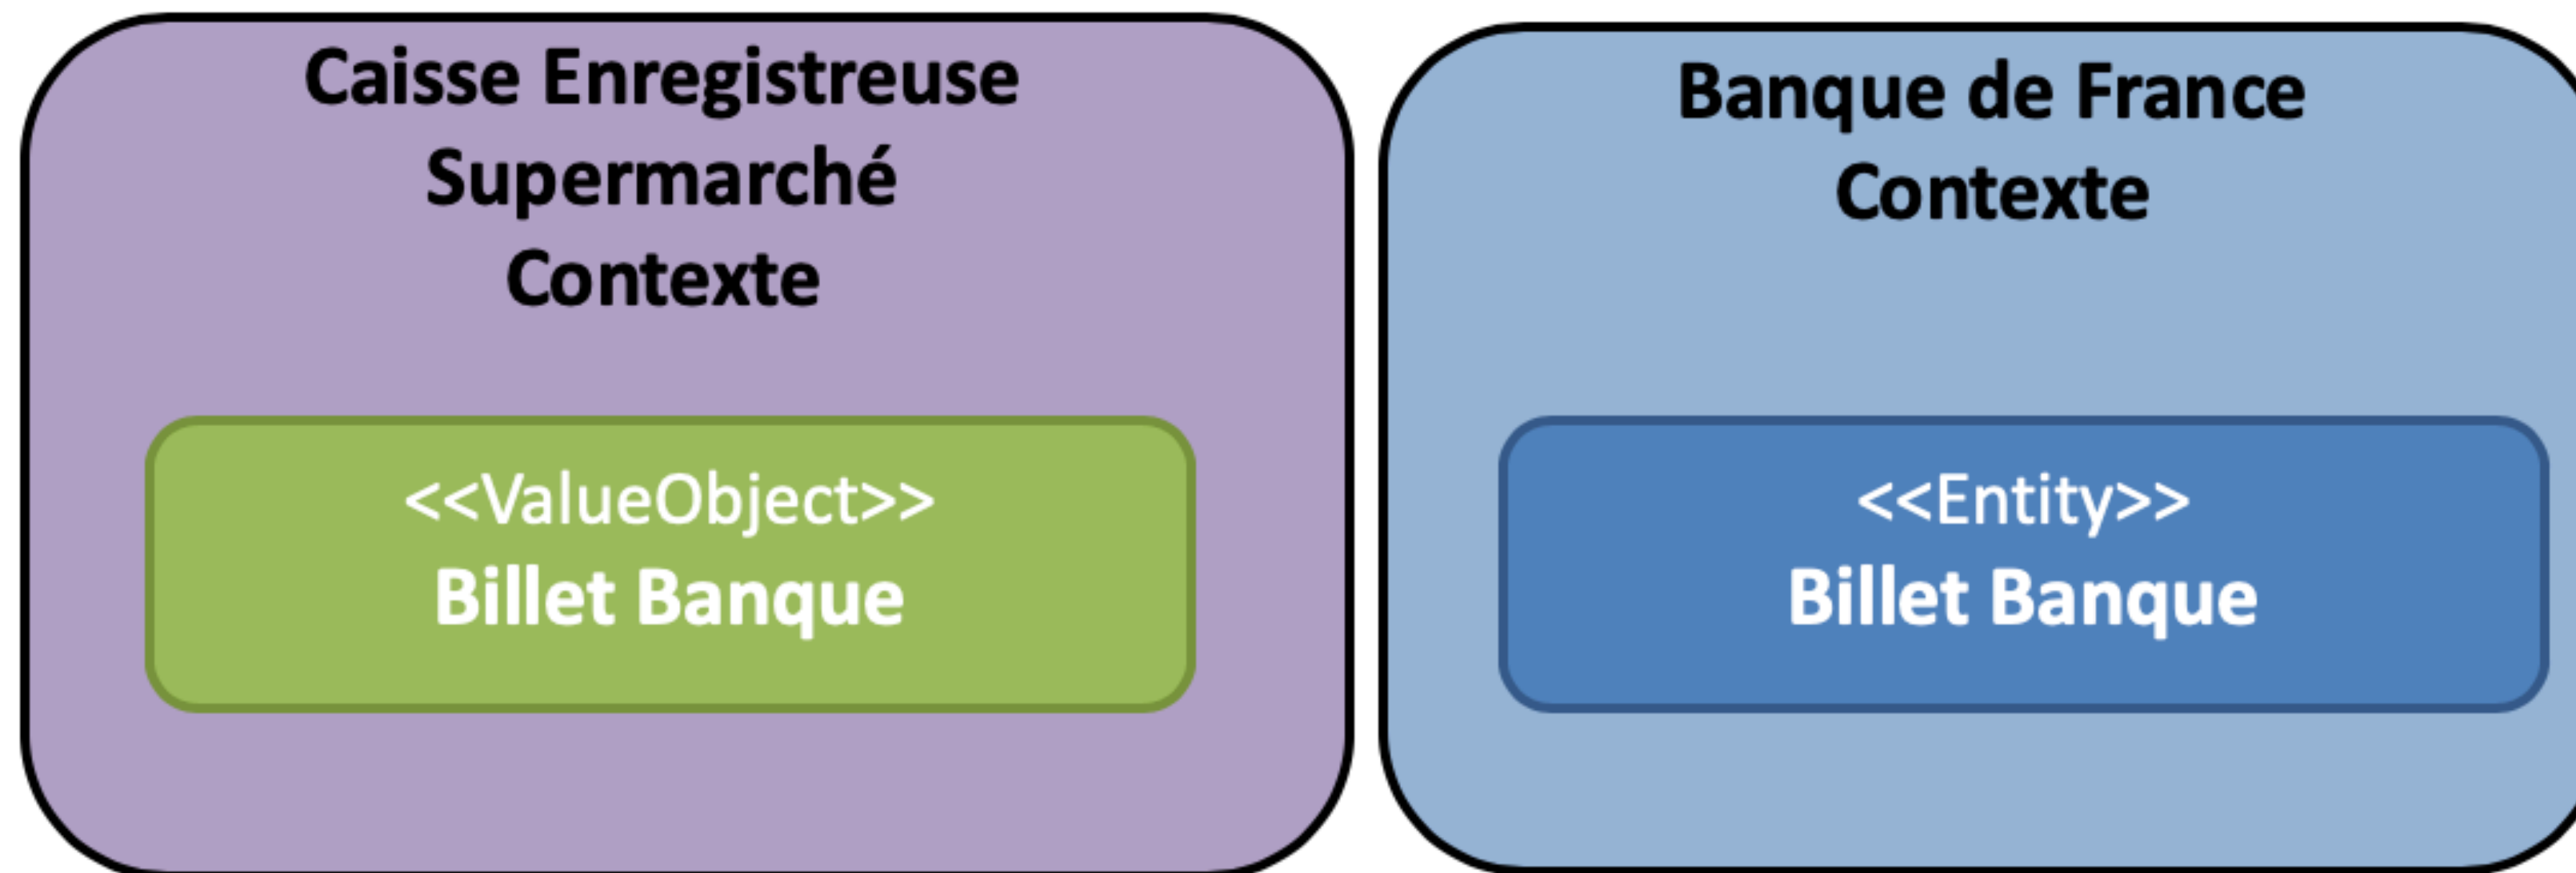 Caisse Enregistreuse
Supermarché
Contexte
<<ValueObject>>
Billet Banque
Banque de France
Contexte
<<Entity>>
Billet Banque